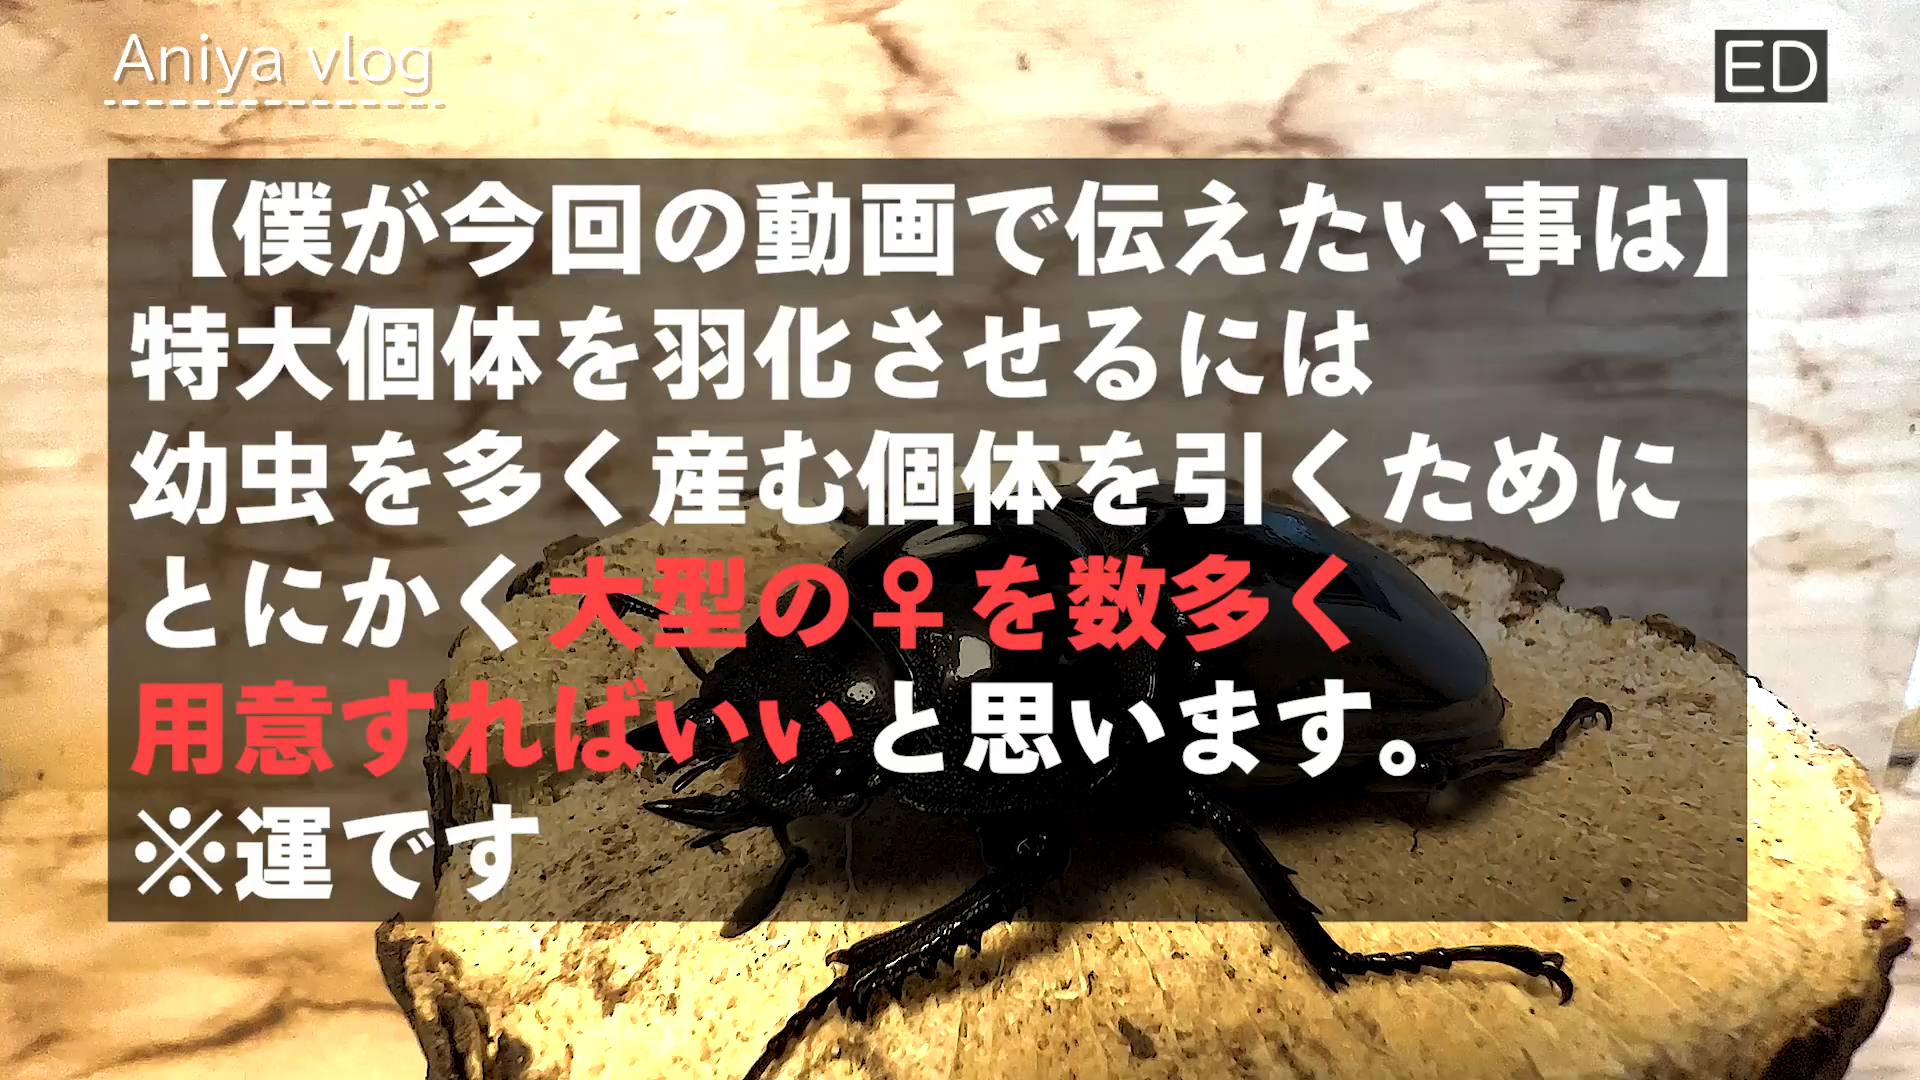 Aniya vlog
ED
【僕が今回の動画で伝えたい事は】
特大個体を羽化させるには
幼虫を多く産む個体を引くために
とにかく大型の♀を数多く
用意すればいいと思います。
※運です